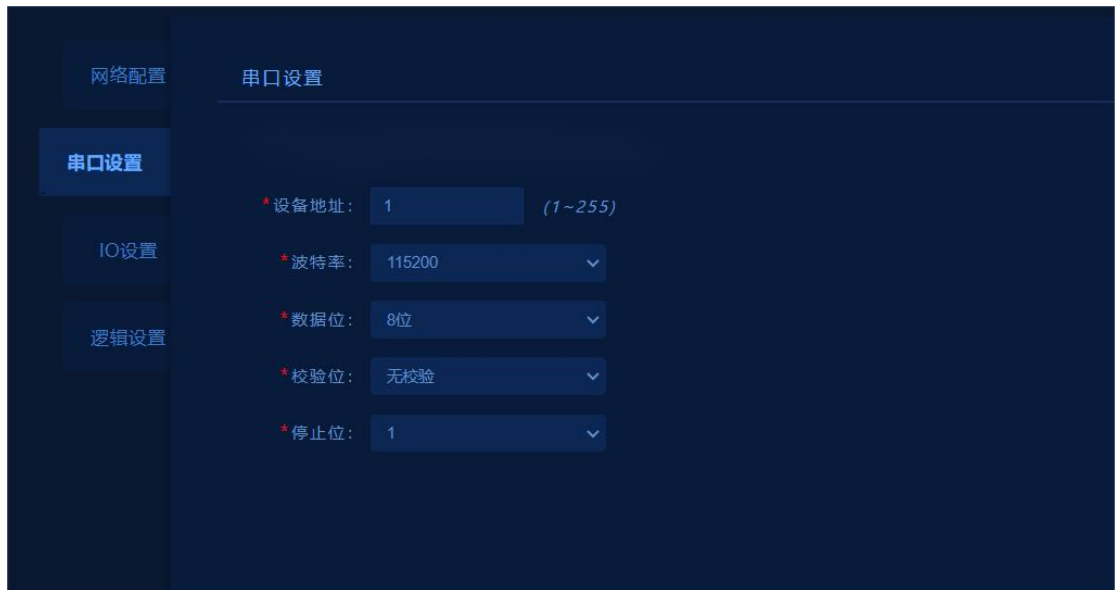 网络配置
串口设置
IO设置
逻辑设置
串口设置
*设备地址: 1 (1~255)
*波特率: 115200
*数据位: 8位
*校验位: 无校验
*停止位: 1